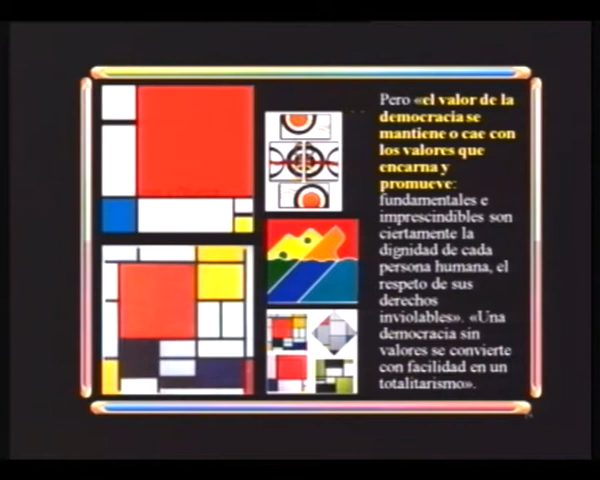 Pero «el valor de la
democracia se
mantiene o cae con
los valores que
encarna y
promueve:
fundamentales e
imprescindibles son
ciertamente la
dignidad de cada
persona humana, el
respeto de sus
derechos
inviolables». «Una
democracia sin
valores se convierte
con facilidad en un
totalitarismo».